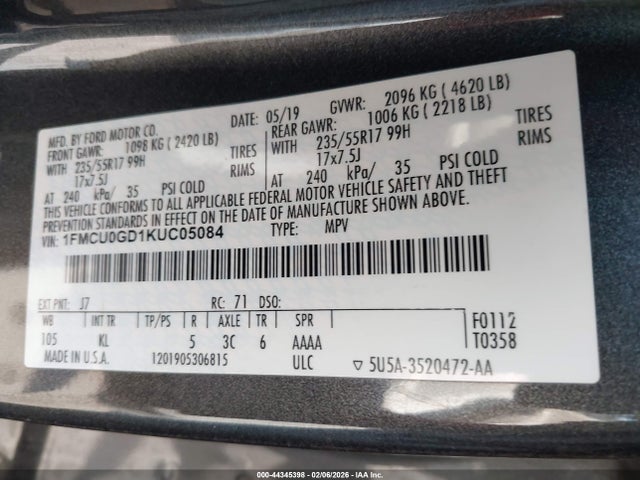 MFD. BY FORD MOTOR CO. DATE: 05/19 GVWR: 2096 KG ( 4620 LB)
FRONT GAWR: 1098 KG ( 2420 LB) REAR GAWR: 1006 KG ( 2218 LB)
WITH 235/55R17 99H TIRES WITH 235/55R17 99H TIRES
17x7.5J RIMS 17x7.5J RIMS
AT 240 kPa/ 35 PSI COLD AT 240 kPa/ 35 PSI COLD
THIS VEHICLE CONFORMS TO ALL APPLICABLE FEDERAL MOTOR VEHICLE SAFETY AND THEFT
PREVENTION STANDARDS IN EFFECT ON THE DATE OF MANUFACTURE SHOWN ABOVE.
VIN: 1FMCU0GD1KUC05084 TYPE: MPV
EXT PNT: J7 RC: 71 DSO:
WB INT TR TP/PS R AXLE TR SPR F0112
105 KL 5 3C 6 AAAA T0358
MADE IN U.S.A. 1201905306815 ULC ▽ 5U5A-3520472-AA
000-44345398 - 02/06/2026 - IAA Inc.